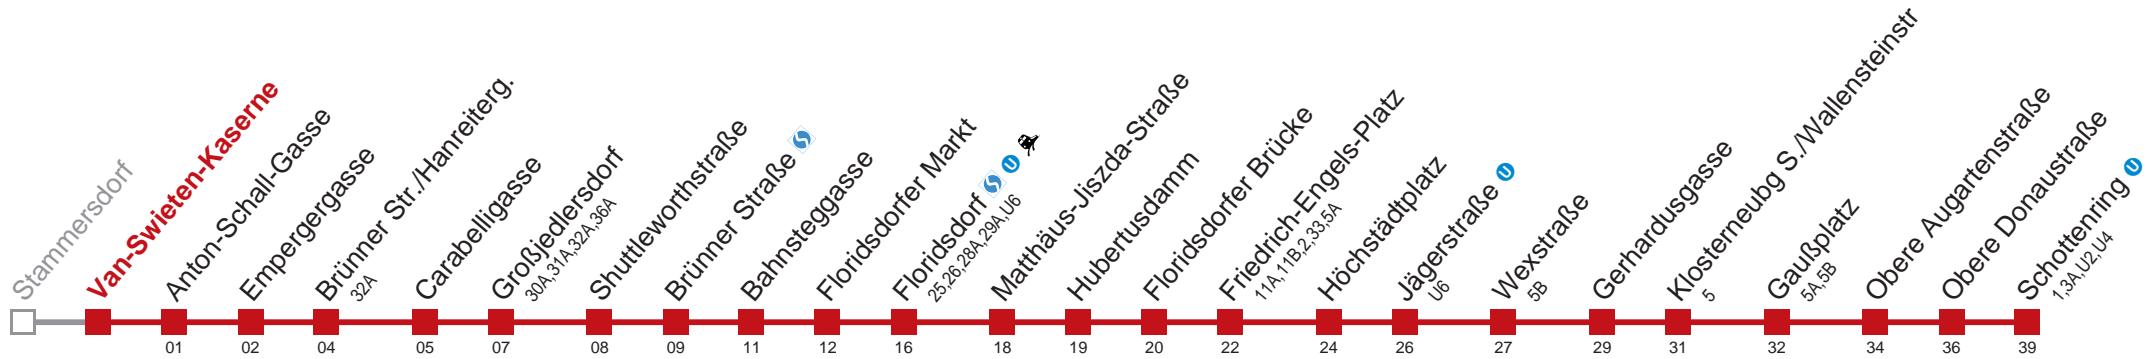 Stammersdorf
Van-Swieten-Kaserne
Anton-Schall-Gasse
01
Empergergasse
02
Brünner Str./Hanreiterg.
32A
04
Carabelligasse
05
Großjedlersdorf
30A,31A,32A,36A
07
Shuttleworthstraße
08
Brünner Straße
09
Bahnsteggasse
11
Floridsdorfer Markt
12
Floridsdorf U
25,26,28A,29A,U6
16
Matthäus-Jiszda-Straße
18
Hubertusdamm
19
Floridsdorfer Brücke
20
Friedrich-Engels-Platz
11A,11B,2,33,5A
22
Höchstädtplatz
24
Jägerstraße U
U6
26
Wexstraße
5B
27
Gerhardusgasse
29
Klosterneubg S./Wallensteinstr
5
31
Gaußplatz
5A,5B
32
Obere Augartenstraße
34
Obere Donaustraße
36
Schottenring U
1,3A,U2,U4
39